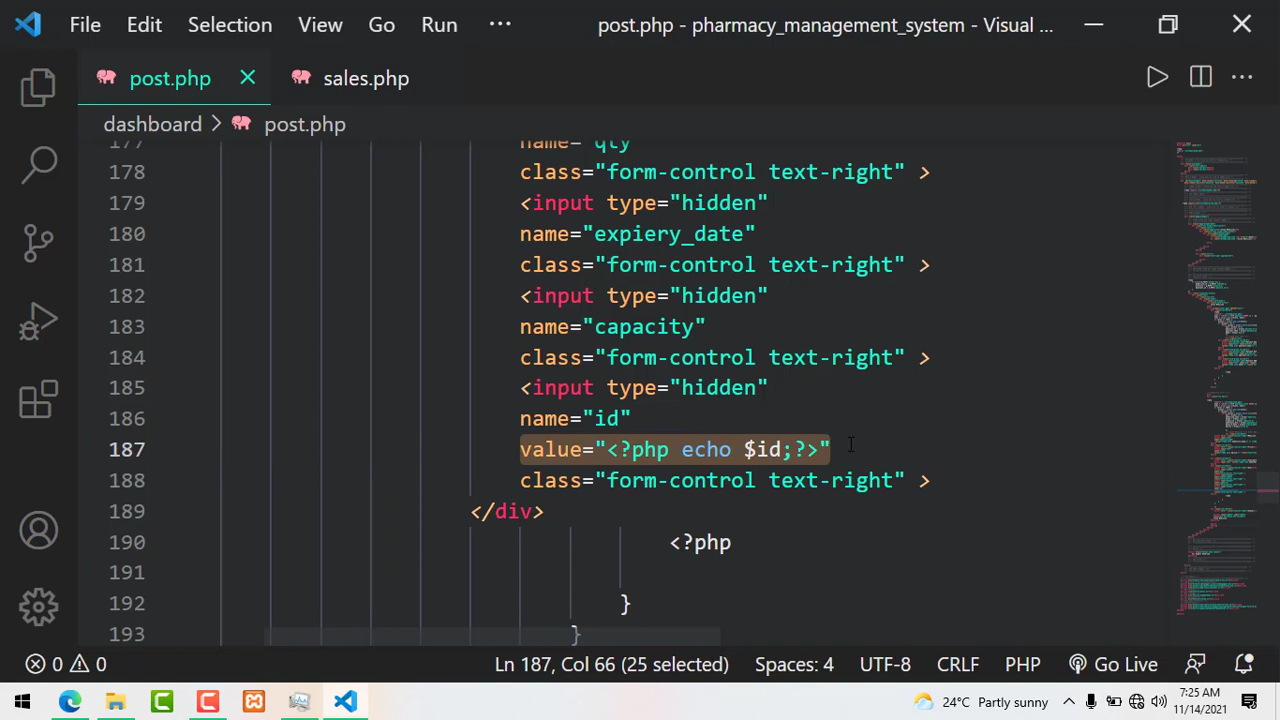 File Edit Selection View Go Run ··· post.php - pharmacy_management_system - Visual ...
post.php sales.php
dashboard > post.php
177 name="qty
178 class="form-control text-right" >
179 <input type="hidden"
180 name="expiery_date"
181 class="form-control text-right" >
182 <input type="hidden"
183 name="capacity"
184 class="form-control text-right" >
185 <input type="hidden"
186 name="id"
187 value="<?php echo $id;?>"
188 class="form-control text-right" >
189 </div>
190 <?php
191
192 }
193 }
0 0 Ln 187, Col 66 (25 selected) Spaces: 4 UTF-8 CRLF PHP Go Live
24°C Partly sunny 7:25 AM
11/14/2021